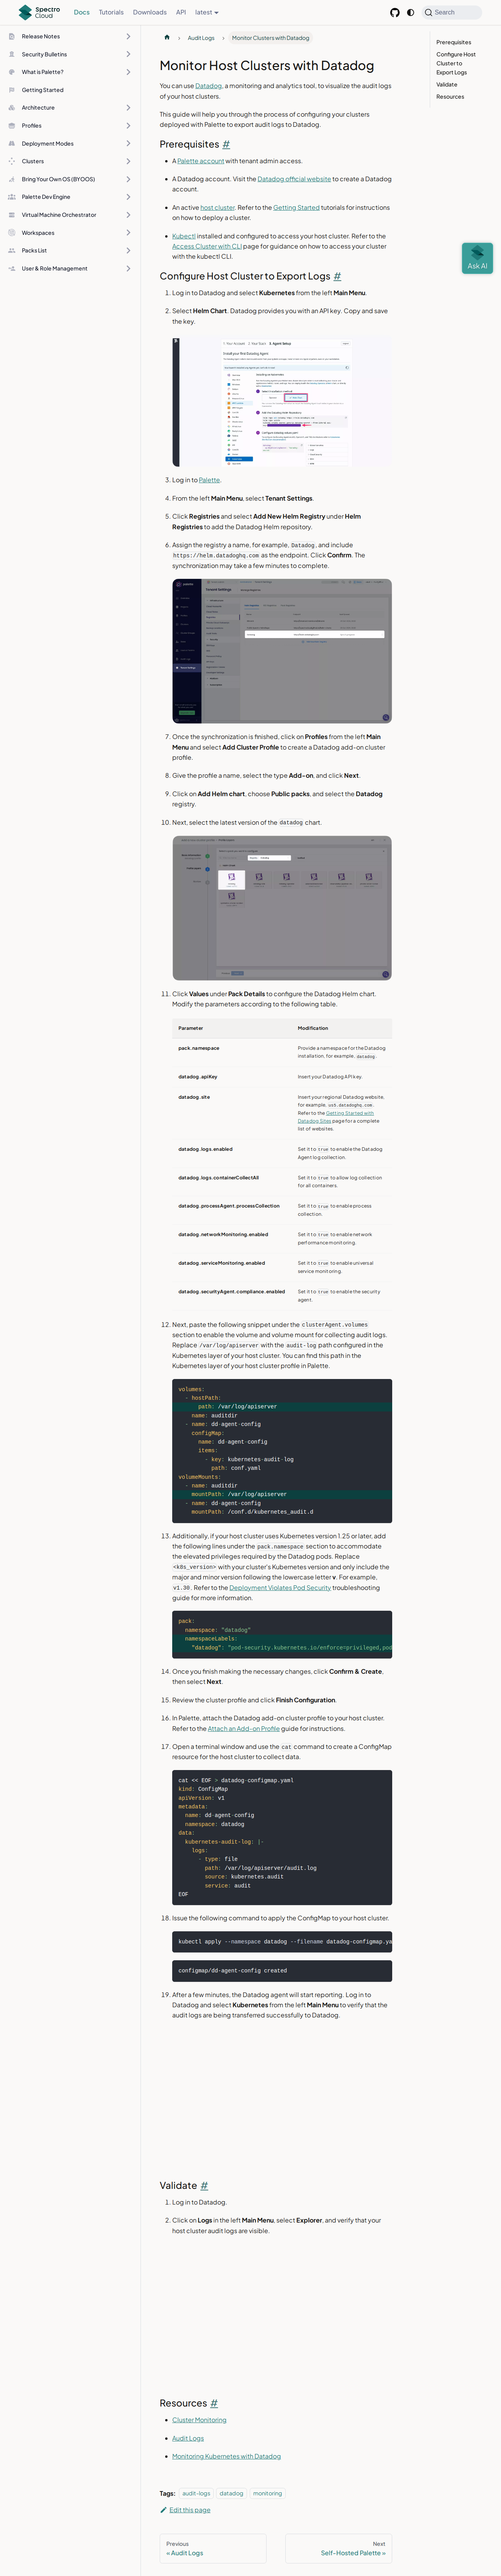 Spectro Cloud
Docs
Tutorials
Downloads
API
latest
Search
Release Notes
Security Bulletins
What is Palette?
Getting Started
Architecture
Profiles
Deployment Modes
Clusters
Bring Your Own OS (BYOOS)
Palette Dev Engine
Virtual Machine Orchestrator
Workspaces
Packs List
User & Role Management
Audit Logs
Monitor Clusters with Datadog
Prerequisites
Configure Host
Cluster to
Export Logs
Validate
Resources
Ask AI
Monitor Host Clusters with Datadog
You can use Datadog, a monitoring and analytics tool, to visualize the audit logs
of your host clusters.
This guide will help you through the process of configuring your clusters
deployed with Palette to export audit logs to Datadog.
Prerequisites #
A Palette account with tenant admin access.
A Datadog account. Visit the Datadog official website to create a Datadog
account.
An active host cluster. Refer to the Getting Started tutorials for instructions
on how to deploy a cluster.
Kubectl installed and configured to access your host cluster. Refer to the
Access Cluster with CLI page for guidance on how to access your cluster
with the kubectl CLI.
Configure Host Cluster to Export Logs #
1. Log in to Datadog and select Kubernetes from the left Main Menu.
2. Select Helm Chart. Datadog provides you with an API key. Copy and save
the key.
3. Log in to Palette.
4. From the left Main Menu, select Tenant Settings.
5. Click Registries and select Add New Helm Registry under Helm
Registries to add the Datadog Helm repository.
6. Assign the registry a name, for example, Datadog, and include
https://helm.datadoghq.com as the endpoint. Click Confirm. The
synchronization may take a few minutes to complete.
7. Once the synchronization is finished, click on Profiles from the left Main
Menu and select Add Cluster Profile to create a Datadog add-on cluster
profile.
8. Give the profile a name, select the type Add-on, and click Next.
9. Click on Add Helm chart, choose Public packs, and select the Datadog
registry.
10. Next, select the latest version of the datadog chart.
11. Click Values under Pack Details to configure the Datadog Helm chart.
Modify the parameters according to the following table.
Parameter Modification
pack.namespace Provide a namespace for the Datadog
installation, for example, datadog.
datadog.apiKey Insert your Datadog API key.
datadog.site Insert your regional Datadog website,
for example, us5.datadoghq.com.
Refer to the Getting Started with
Datadog Sites page for a complete
list of websites.
datadog.logs.enabled Set it to true to enable the Datadog
Agent log collection.
datadog.logs.containerCollectAll Set it to true to allow log collection
for all containers.
datadog.processAgent.processCollection Set it to true to enable process
collection.
datadog.networkMonitoring.enabled Set it to true to enable network
performance monitoring.
datadog.serviceMonitoring.enabled Set it to true to enable universal
service monitoring.
datadog.securityAgent.compliance.enabled Set it to true to enable the security
agent.
12. Next, paste the following snippet under the clusterAgent.volumes
section to enable the volume and volume mount for collecting audit logs.
Replace /var/log/apiserver with the audit-log path configured in the
Kubernetes layer of your host cluster. You can find this path in the
Kubernetes layer of your host cluster profile in Palette.
volumes:
- hostPath:
path: /var/log/apiserver
name: auditdir
- name: dd-agent-config
configMap:
name: dd-agent-config
items:
- key: kubernetes-audit-log
path: conf.yaml
volumeMounts:
- name: auditdir
mountPath: /var/log/apiserver
- name: dd-agent-config
mountPath: /conf.d/kubernetes_audit.d
13. Additionally, if your host cluster uses Kubernetes version 1.25 or later, add
the following lines under the pack.namespace section to accommodate
the elevated privileges required by the Datadog pods. Replace
<k8s_version> with your cluster's Kubernetes version and only include the
major and minor version following the lowercase letter v. For example,
v1.30. Refer to the Deployment Violates Pod Security troubleshooting
guide for more information.
pack:
namespace: "datadog"
namespaceLabels:
"datadog": "pod-security.kubernetes.io/enforce=privileged,pod
14. Once you finish making the necessary changes, click Confirm & Create,
then select Next.
15. Review the cluster profile and click Finish Configuration.
16. In Palette, attach the Datadog add-on cluster profile to your host cluster.
Refer to the Attach an Add-on Profile guide for instructions.
17. Open a terminal window and use the cat command to create a ConfigMap
resource for the host cluster to collect data.
cat << EOF > datadog-configmap.yaml
kind: ConfigMap
apiVersion: v1
metadata:
name: dd-agent-config
namespace: datadog
data:
kubernetes-audit-log: |-
logs:
- type: file
path: /var/log/apiserver/audit.log
source: kubernetes.audit
service: audit
EOF
18. Issue the following command to apply the ConfigMap to your host cluster.
kubectl apply --namespace datadog --filename datadog-configmap.ya
configmap/dd-agent-config created
19. After a few minutes, the Datadog agent will start reporting. Log in to
Datadog and select Kubernetes from the left Main Menu to verify that the
audit logs are being transferred successfully to Datadog.
Validate #
1. Log in to Datadog.
2. Click on Logs in the left Main Menu, select Explorer, and verify that your
host cluster audit logs are visible.
Resources #
Cluster Monitoring
Audit Logs
Monitoring Kubernetes with Datadog
Tags: audit-logs datadog monitoring
Edit this page
Previous
« Audit Logs
Next
Self-Hosted Palette »